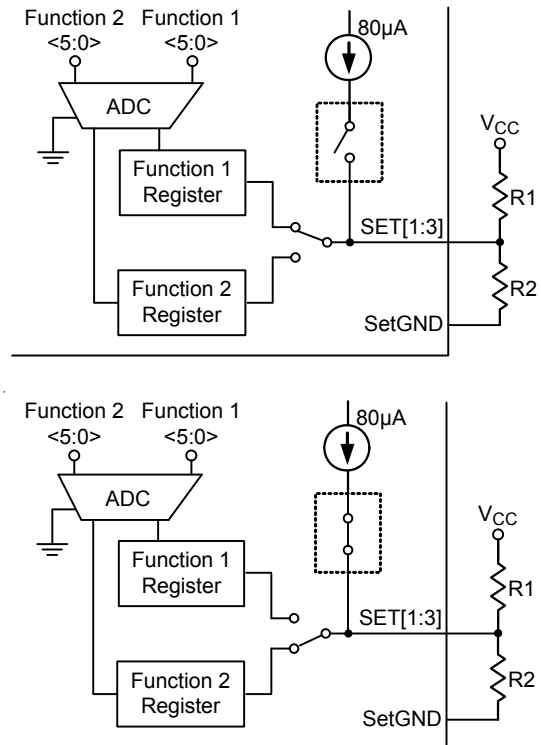 Function 2 Function 1
<5:0> <5:0>
80µA
ADC
VCC
Function 1
Register
R1
SET[1:3]
Function 2
Register
R2
SetGND
Function 2 Function 1
<5:0> <5:0>
80µA
ADC
VCC
Function 1
Register
R1
SET[1:3]
Function 2
Register
R2
SetGND